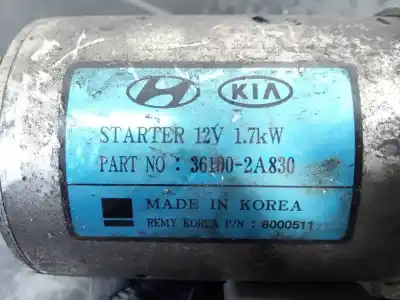 KIA
STARTER 12V 1.7kW
PART NO : 36100-2A830
MADE IN KOREA
REMY KOREA P/N : 8000511